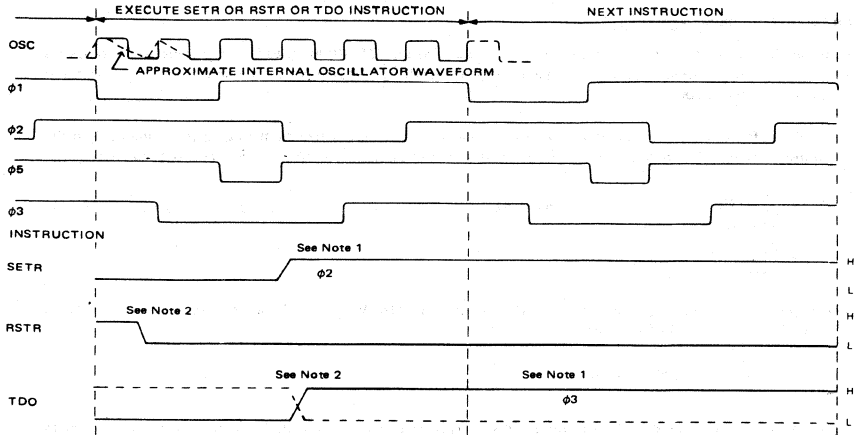 EXECUTE SETR OR RSTR OR TDO INSTRUCTION NEXT INSTRUCTION
OSC
APPROXIMATE INTERNAL OSCILLATOR WAVEFORM
φ1
φ2
φ5
φ3
INSTRUCTION
See Note 1
SETR φ2 H
L
See Note 2 H
RSTR L
See Note 2 See Note 1
H
TDO φ3
L